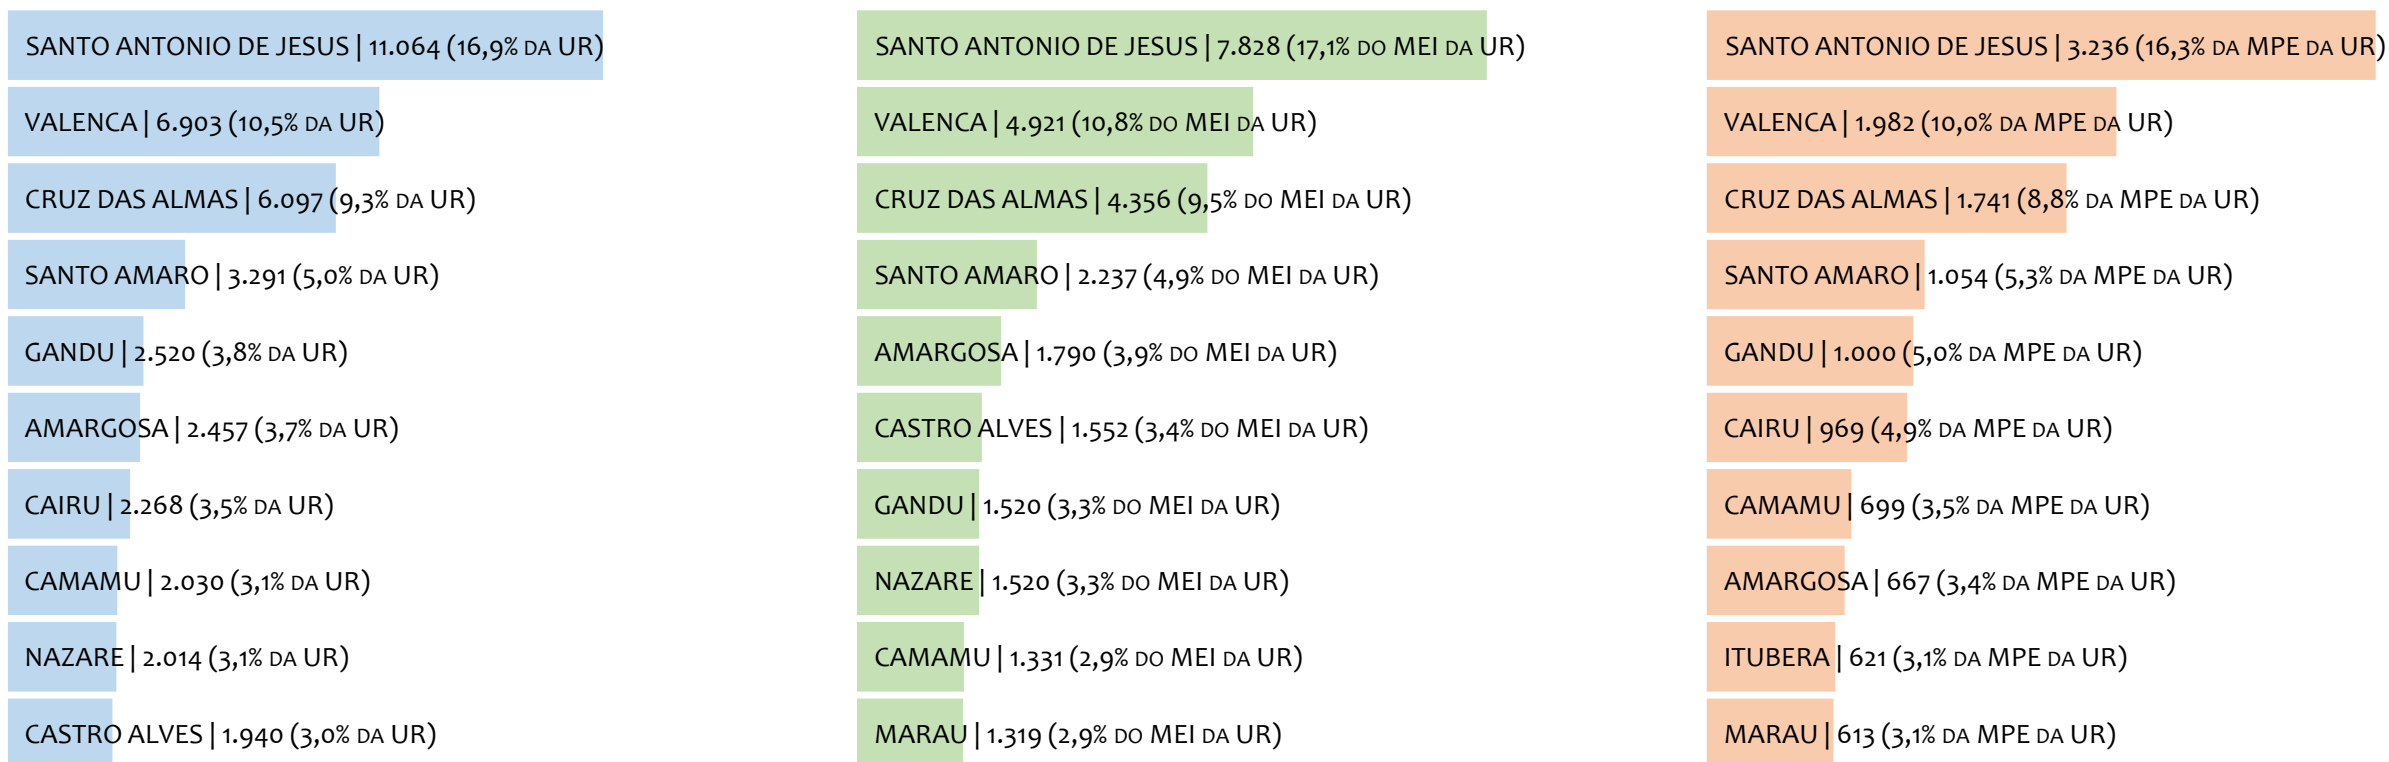 SANTO ANTONIO DE JESUS | 11.064 (16,9% DA UR)
VALENCA | 6.903 (10,5% DA UR)
CRUZ DAS ALMAS | 6.097 (9,3% DA UR)
SANTO AMARO | 3.291 (5,0% DA UR)
GANDU | 2.520 (3,8% DA UR)
AMARGOSA | 2.457 (3,7% DA UR)
CAIRU | 2.268 (3,5% DA UR)
CAMAMU | 2.030 (3,1% DA UR)
NAZARE | 2.014 (3,1% DA UR)
CASTRO ALVES | 1.940 (3,0% DA UR)
SANTO ANTONIO DE JESUS | 7.828 (17,1% DO MEI DA UR)
VALENCA | 4.921 (10,8% DO MEI DA UR)
CRUZ DAS ALMAS | 4.356 (9,5% DO MEI DA UR)
SANTO AMARO | 2.237 (4,9% DO MEI DA UR)
AMARGOSA | 1.790 (3,9% DO MEI DA UR)
CASTRO ALVES | 1.552 (3,4% DO MEI DA UR)
GANDU | 1.520 (3,3% DO MEI DA UR)
NAZARE | 1.520 (3,3% DO MEI DA UR)
CAMAMU | 1.331 (2,9% DO MEI DA UR)
MARAU | 1.319 (2,9% DO MEI DA UR)
SANTO ANTONIO DE JESUS | 3.236 (16,3% DA MPE DA UR)
VALENCA | 1.982 (10,0% DA MPE DA UR)
CRUZ DAS ALMAS | 1.741 (8,8% DA MPE DA UR)
SANTO AMARO | 1.054 (5,3% DA MPE DA UR)
GANDU | 1.000 (5,0% DA MPE DA UR)
CAIRU | 969 (4,9% DA MPE DA UR)
CAMAMU | 699 (3,5% DA MPE DA UR)
AMARGOSA | 667 (3,4% DA MPE DA UR)
ITUBERA | 621 (3,1% DA MPE DA UR)
MARAU | 613 (3,1% DA MPE DA UR)